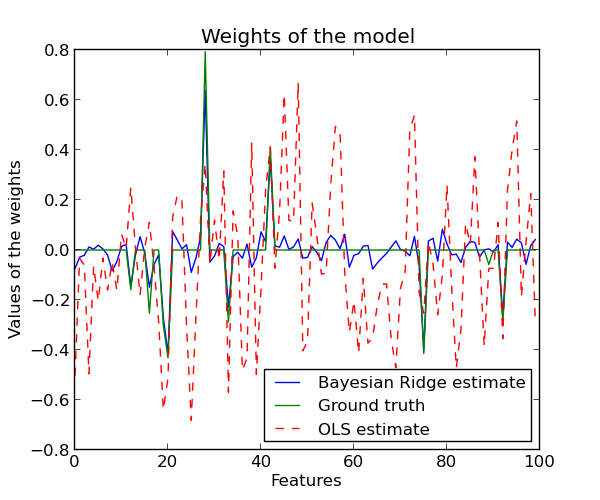 Weights of the model
0.8
0.6
0.4
0.2
0.0
−0.2
−0.4
−0.6
−0.8
Values of the weights
Bayesian Ridge estimate
Ground truth
OLS estimate
0 20 40 60 80 100
Features